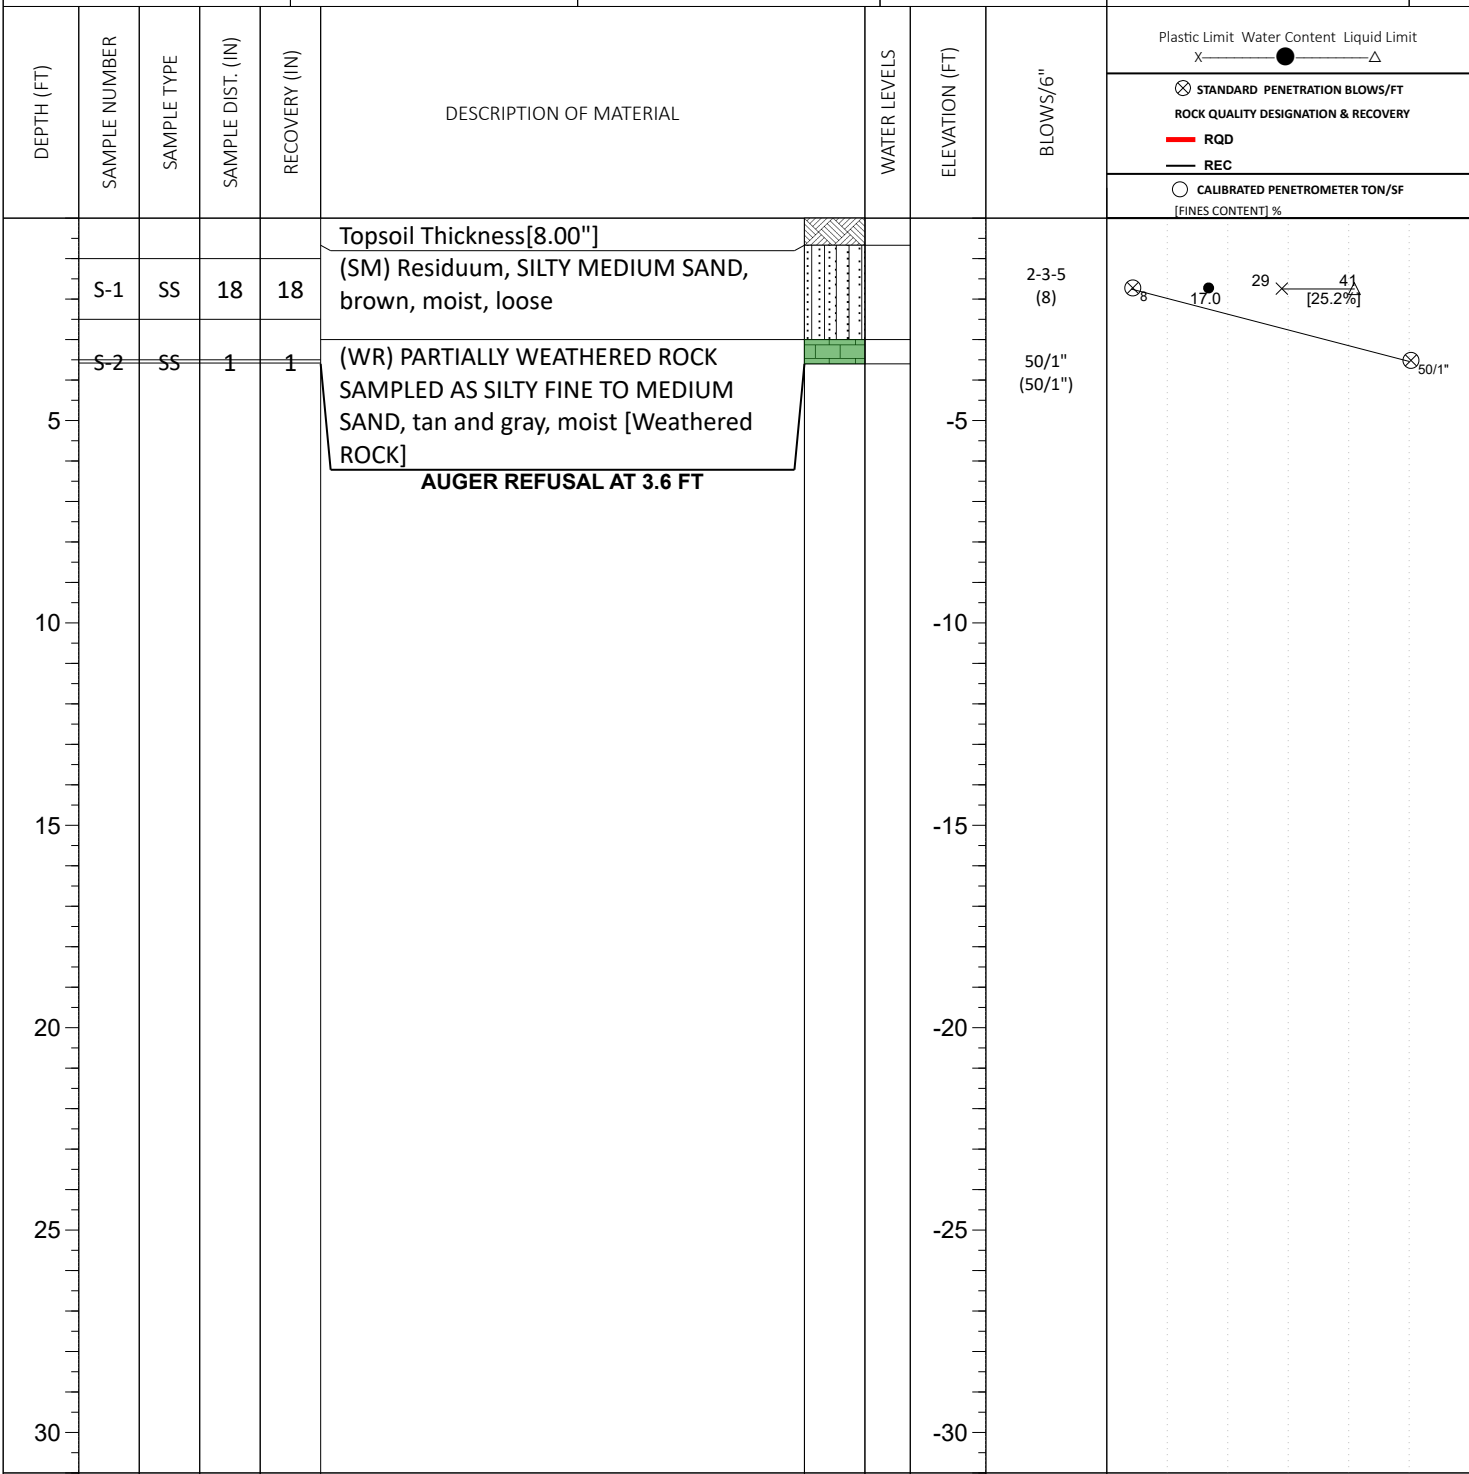 DEPTH (FT)
SAMPLE NUMBER
SAMPLE TYPE
SAMPLE DIST. (IN)
RECOVERY (IN)
DESCRIPTION OF MATERIAL
WATER LEVELS
ELEVATION (FT)
BLOWS/6"
Plastic Limit Water Content Liquid Limit
X
STANDARD PENETRATION BLOWS/FT
ROCK QUALITY DESIGNATION & RECOVERY
RQD
REC
CALIBRATED PENETROMETER TON/SF
[FINES CONTENT] %
Topsoil Thickness[8.00"]
S-1 SS 18 18
(SM) Residuum, SILTY MEDIUM SAND,
brown, moist, loose
2-3-5
(8)
8
17.0
29
41
[25.2%]
S-2 SS 1 1
(WR) PARTIALLY WEATHERED ROCK
SAMPLED AS SILTY FINE TO MEDIUM
SAND, tan and gray, moist [Weathered
ROCK]
50/1"
(50/1")
50/1"
AUGER REFUSAL AT 3.6 FT
5 -5
10 -10
15 -15
20 -20
25 -25
30 -30